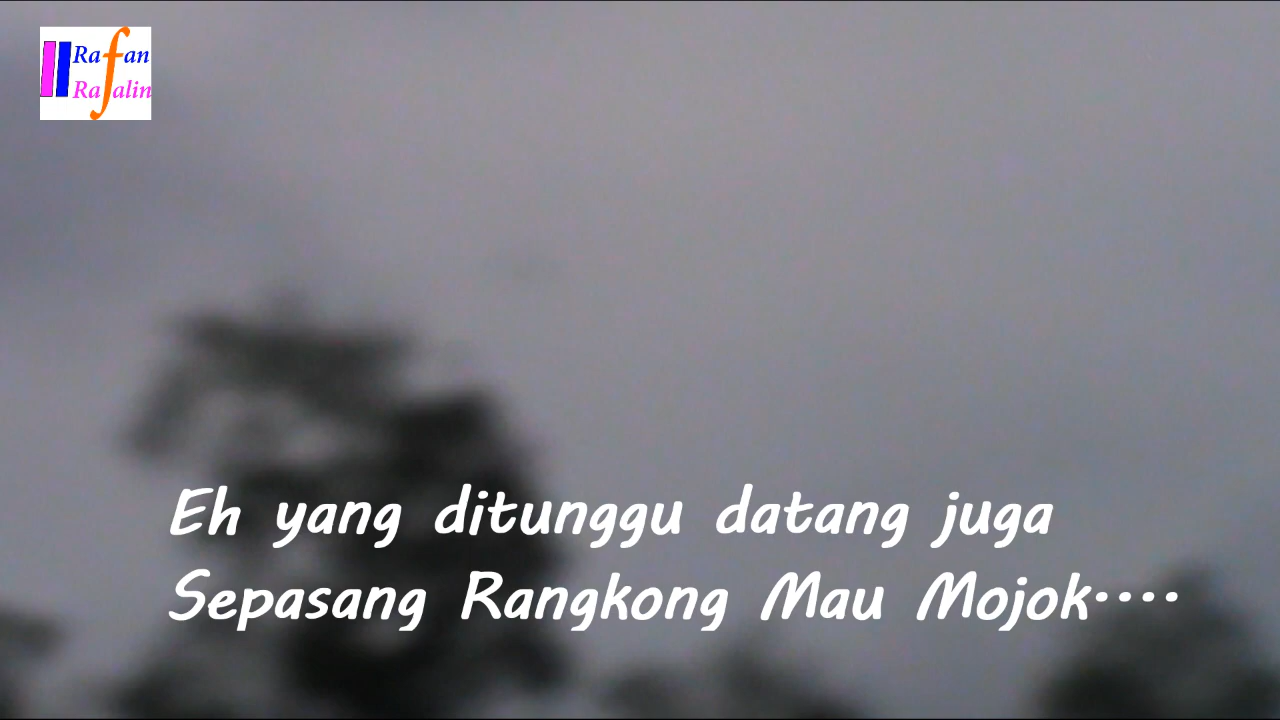 Rafan
Rafalin
Eh yang ditunggu datang juga
Sepasang Rangkong Mau Mojok....